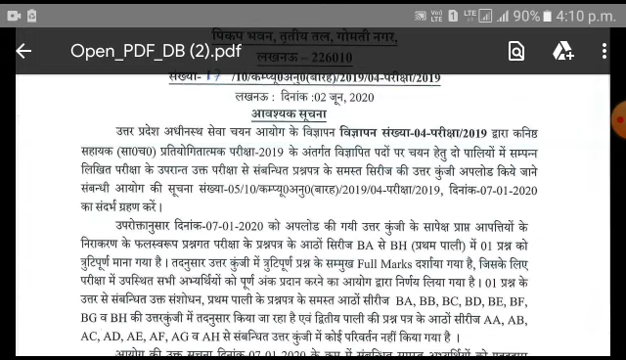 4:10 p.m.
90%
पिकप भवन, तृतीय तल, गोमती नगर,
Open_PDF_DB (2).pdf
लखनऊ – 226010
संख्या- 17 /10/कम्प्यू0अनु0(बारह)/2019/04-परीक्षा/2019
लखनऊ : दिनांक :02 जून, 2020
आवश्यक सूचना
उत्तर प्रदेश अधीनस्थ सेवा चयन आयोग के विज्ञापन विज्ञापन संख्या-04-परीक्षा/2019 द्वारा कनिष्ठ
सहायक (सा0च0) प्रतियोगितात्मक परीक्षा-2019 के अंतर्गत विज्ञापित पदों पर चयन हेतु दो पालियों में सम्पन्न
लिखित परीक्षा के उपरान्त उक्त परीक्षा से संबन्धित प्रश्नपत्र के समस्त सिरीज की उत्तर कुंजी अपलोड किये जाने
संबन्धी आयोग की सूचना संख्या-05/10/कम्प्यू0अनु0(बारह)/2019/04-परीक्षा/2019, दिनांक-07-01-2020
का संदर्भ ग्रहण करें।
उपरोक्तानुसार दिनांक-07-01-2020 को अपलोड की गयी उत्तर कुंजी के सापेक्ष प्राप्त आपत्तियों के
निराकरण के फलस्वरूप प्रश्नगत परीक्षा के प्रश्नपत्र के आठों सिरीज BA से BH (प्रथम पाली) में 01 प्रश्न को
त्रुटिपूर्ण माना गया है। तदनुसार उत्तर कुंजी में त्रुटिपूर्ण प्रश्न के सम्मुख Full Marks दर्शाया गया है, जिसके लिए
परीक्षा में उपस्थित सभी अभ्यर्थियों को पूर्ण अंक प्रदान करने का आयोग द्वारा निर्णय लिया गया है। 01 प्रश्न के
उत्तर से संबन्धित उक्त संशोधन, प्रथम पाली के प्रश्नपत्र के समस्त आठों सीरीज BA, BB, BC, BD, BE, BF,
BG व BH की उत्तरकुंजी में तदनुसार किया जा रहा है एवं द्वितीय पाली की प्रश्न पत्र के आठों सीरीज AA, AB,
AC, AD, AE, AF, AG व AH से संबन्धित उत्तर कुंजी में कोई परिवर्तन नहीं किया गया है।
आयोग की उक्त सूचना दिनांक-07-01-2020 के क्रम में संबन्धित